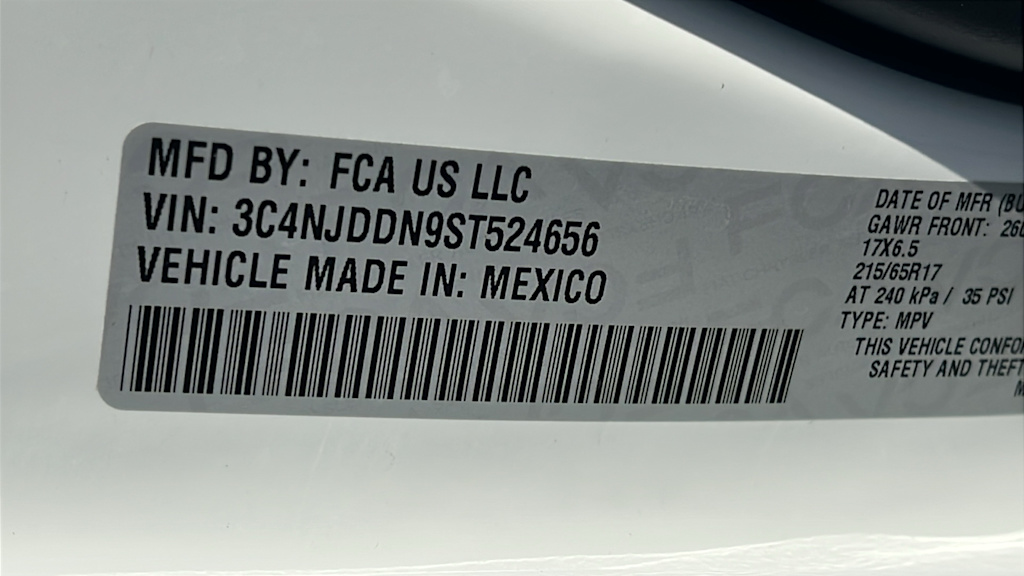 MFD BY: FCA US LLC
VIN: 3C4NJDDN9ST524656
VEHICLE MADE IN: MEXICO
DATE OF MFR
GAWR FRONT:
17X6.5
215/65R17
AT 240 kPa / 35 PSI
TYPE: MPV
THIS VEHICLE
SAFETY AND THEFT